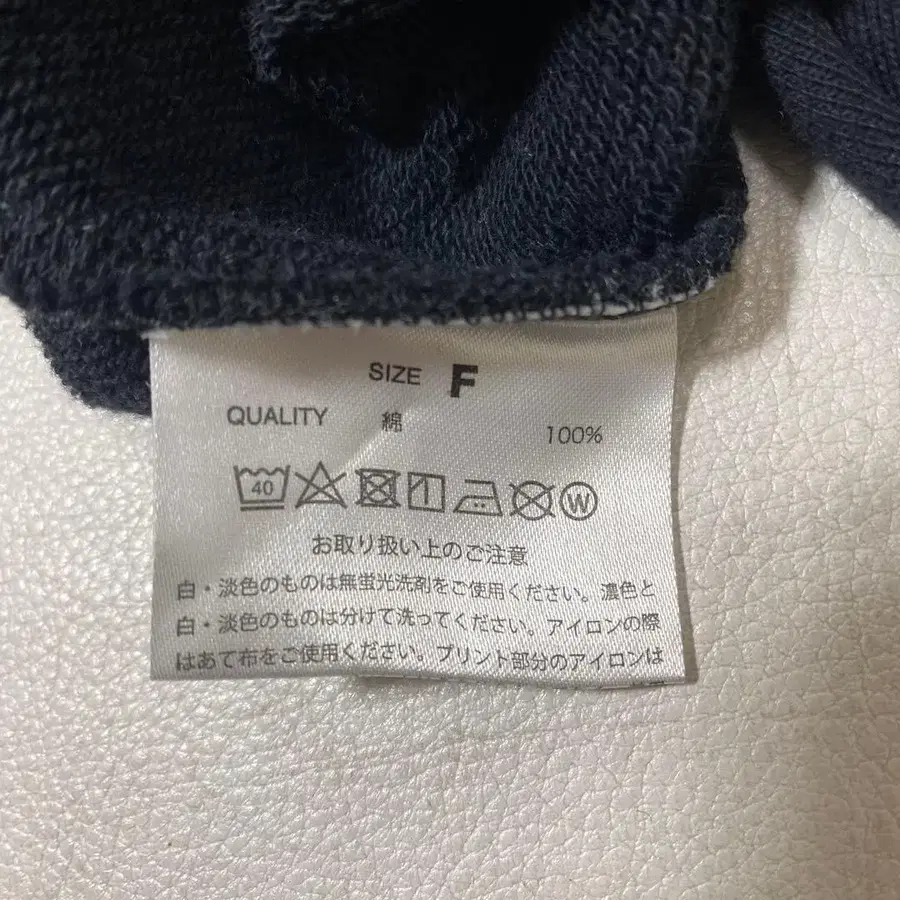 SIZE F
QUALITY 綿 100%
40 W
お取り扱い上のご注意
白・淡色のものは無蛍光洗剤をご使用ください。濃色と
白・淡色のものは分けて洗ってください。アイロンの際
はあて布をご使用ください。プリント部分のアイロンは